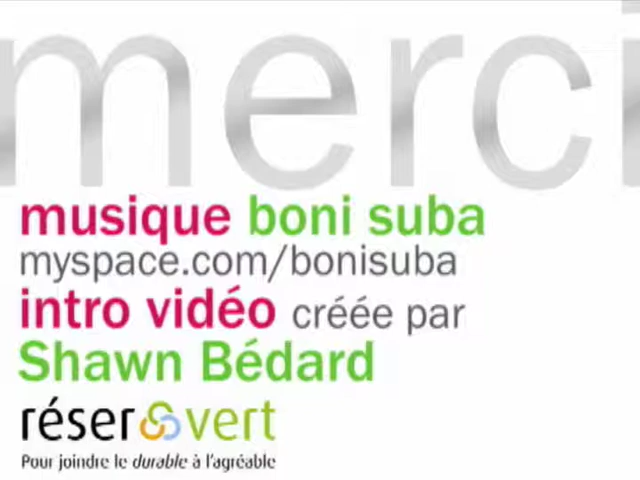 merci
musique boni suba
myspace.com/bonisuba
intro vidéo créée par
Shawn Bédard
réser vert
Pour joindre le durable à l'agréable